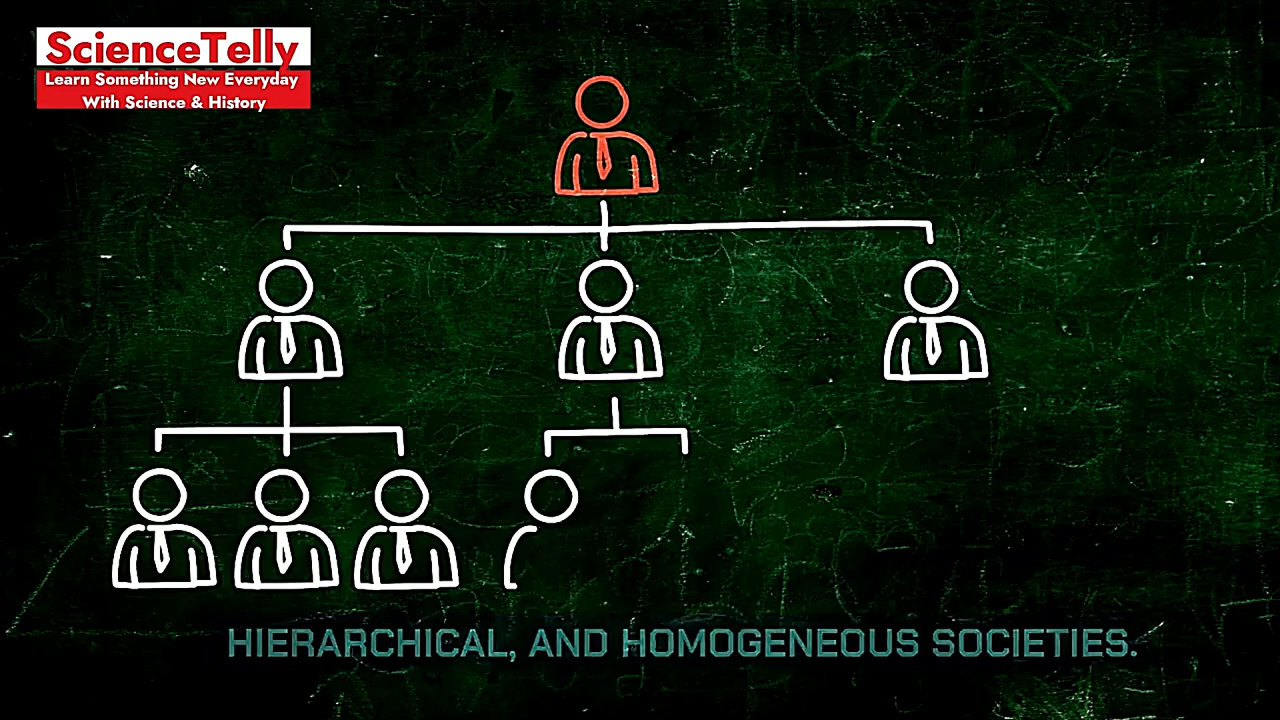 ScienceTelly
Learn Something New Everyday
With Science & History
HIERARCHICAL, AND HOMOGENEOUS SOCIETIES.